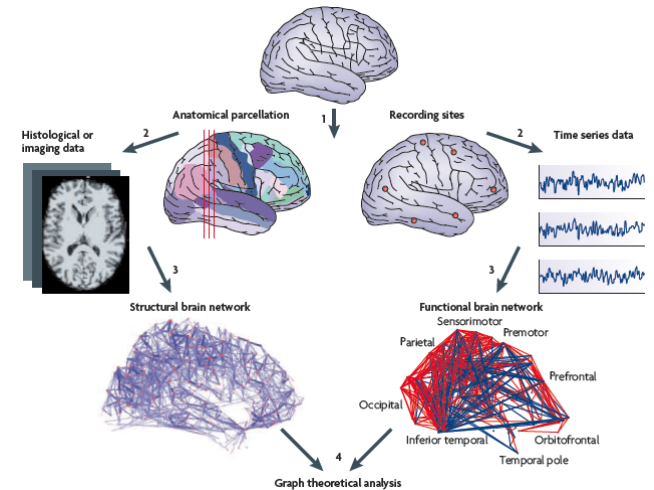 1
Anatomical parcellation
Recording sites
Histological or
imaging data
2
2
Time series data
3
3
Structural brain network
Functional brain network
Sensorimotor
Premotor
Parietal
Prefrontal
Occipital
Inferior temporal
Orbitofrontal
Temporal pole
4
Graph theoretical analysis